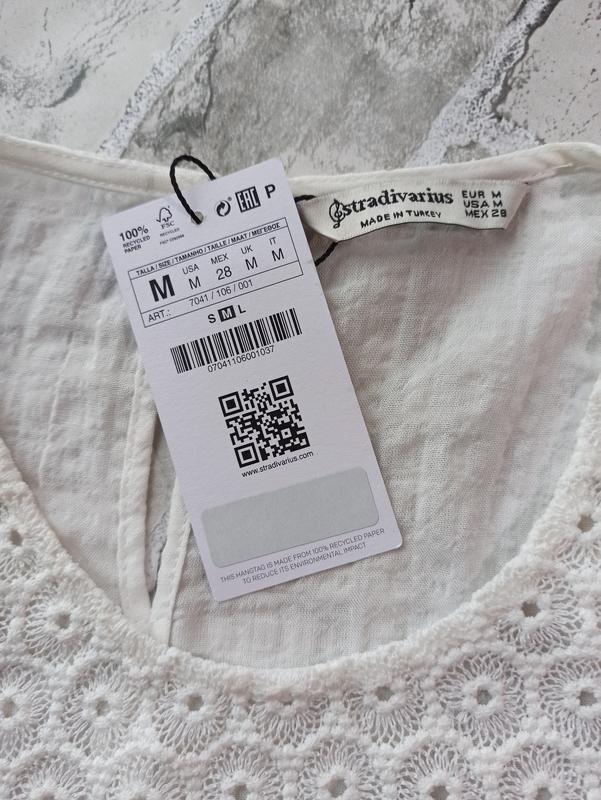 100%
RECYCLED
PAPER
FSC
RECYCLED
EAC P
TALLA / SIZE / TAMANHO / TAILLE / MAAT / ΜΕΓΕΘΟΣ
M
USA
M
MEX
28
UK
M
IT
M
ART.: 7041 / 106 / 001
S M L
07041106001037
www.stradivarius.com
THIS HANGTAG IS MADE FROM 100% RECYCLED PAPER
TO REDUCE ITS ENVIRONMENTAL IMPACT
stradivarius
MADE IN TURKEY
EUR M
USA M
MEX 28